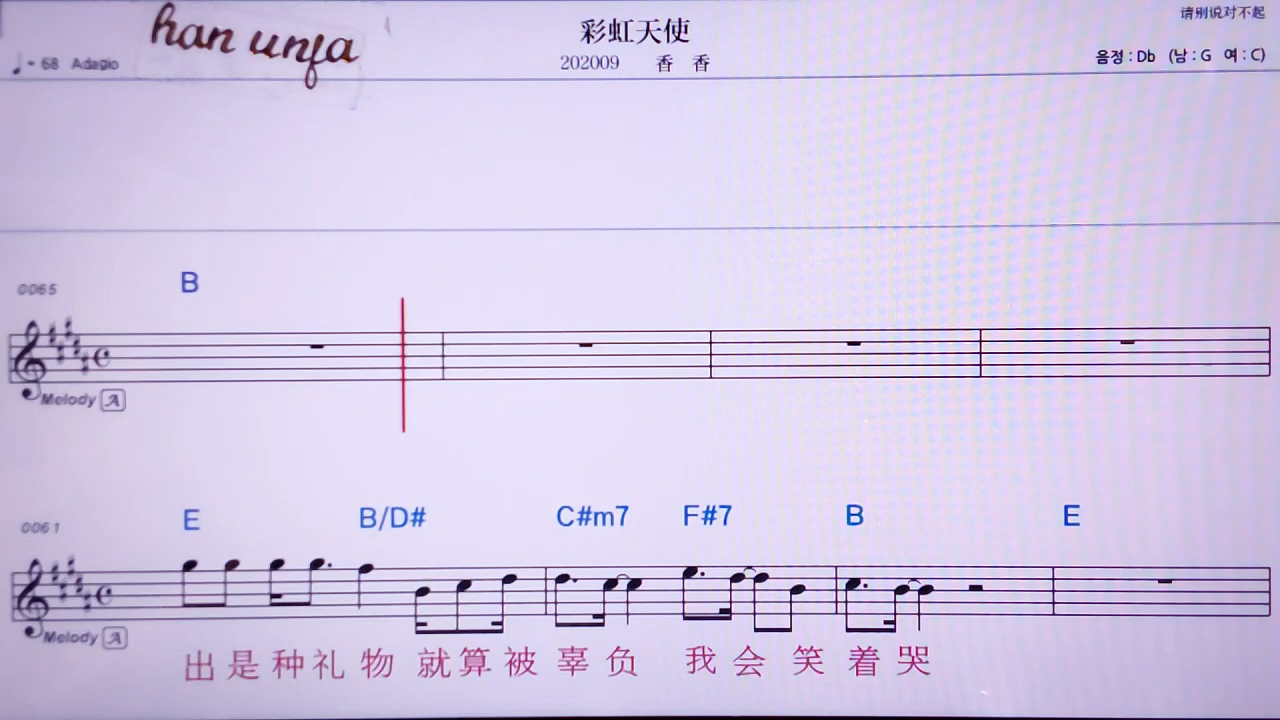 请别说对不起
han unfa
彩虹天使
♩= 68 Adagio
202009 香 香
음정 : Db (남 : G 여 : C)
B
0065
Melody A
E B/D# C#m7 F#7 B E
0061
Melody A
出是种礼物 就算被辜负 我会笑着哭